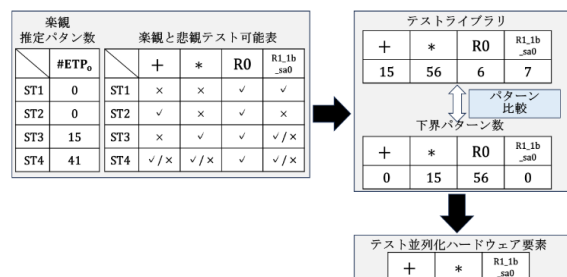 楽観
推定パタン数
楽観と悲観テスト可能表
#ETPₒ
ST1 0
ST2 0
ST3 15
ST4 41
+ * R0 R1_1b_sa0
ST1 × × ✓ ✓
ST2 ✓ × ✓ ×
ST3 × ✓ ✓ ✓/×
ST4 ✓/× ✓/× ✓ ✓/×
テストライブラリ
+ * R0 R1_1b_sa0
15 56 6 7
パターン
比較
下界パターン数
+ * R0 R1_1b_sa0
0 15 56 0
テスト並列化ハードウェア要素
+ * R1_1b_sa0